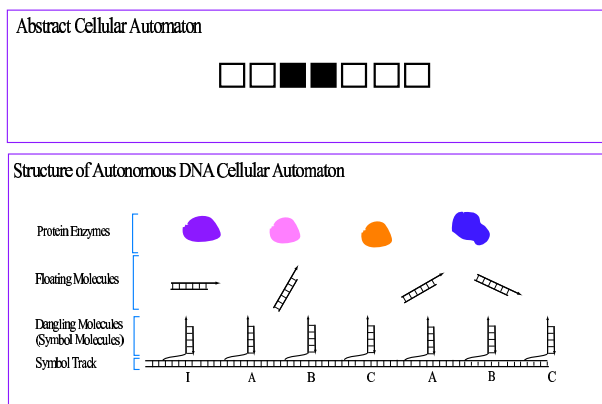 Abstract Cellular Automaton
Structure of Autonomous DNA Cellular Automaton
Protein Enzymes
Floating Molecules
Dangling Molecules
(Symbol Molecules)
Symbol Track
I A B C A B C